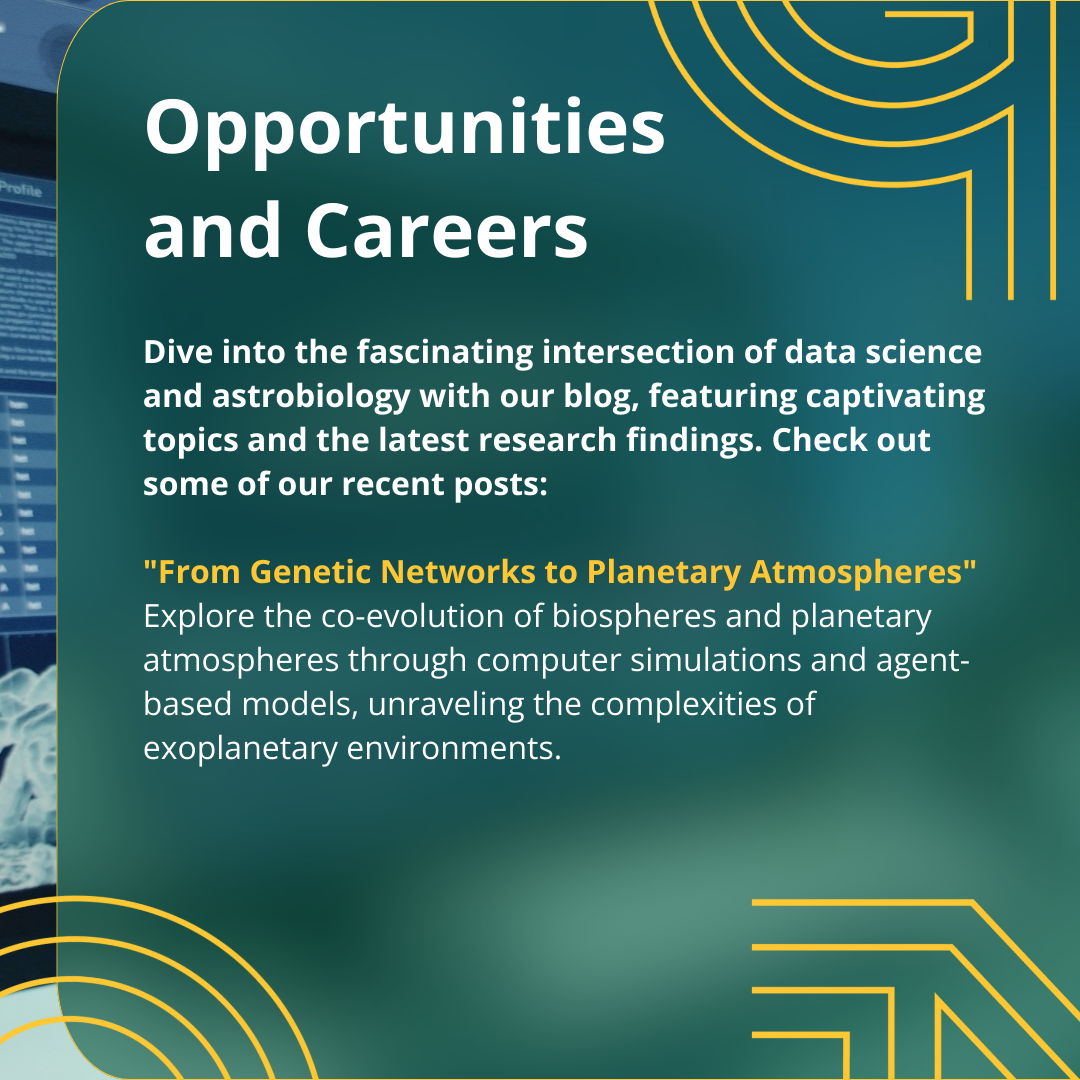 Opportunities
and Careers
Dive into the fascinating intersection of data science
and astrobiology with our blog, featuring captivating
topics and the latest research findings. Check out
some of our recent posts:
"From Genetic Networks to Planetary Atmospheres"
Explore the co-evolution of biospheres and planetary
atmospheres through computer simulations and agent-
based models, unraveling the complexities of
exoplanetary environments.
Profile